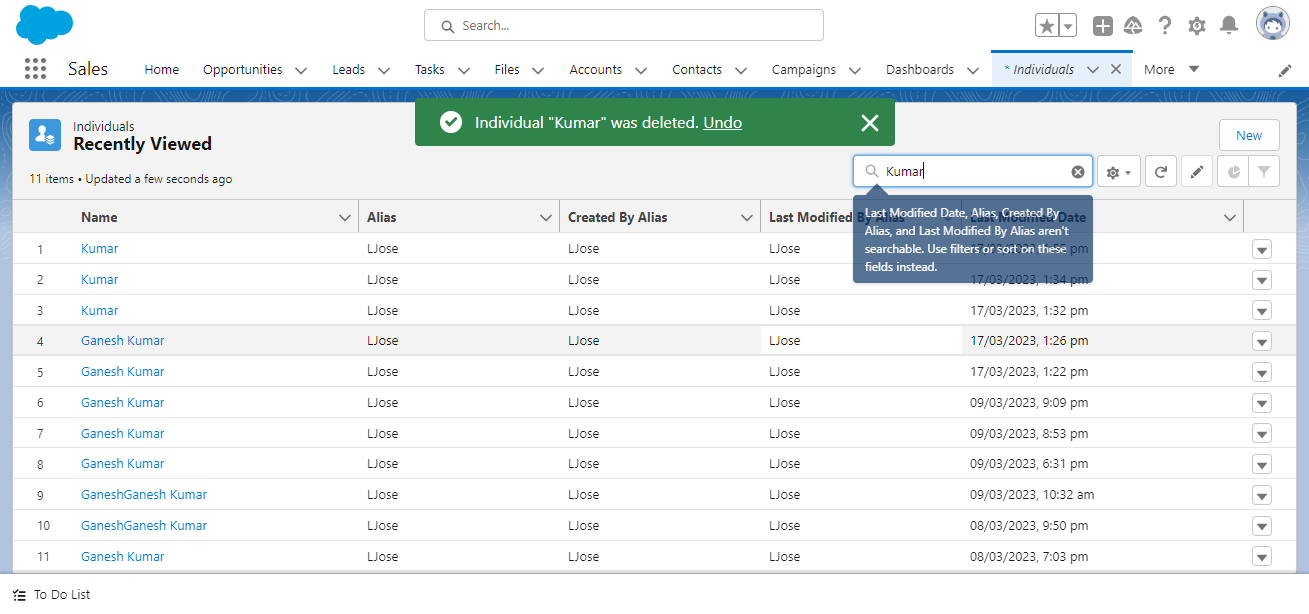 Search...
Sales Home Opportunities Leads Tasks Files Accounts Contacts Campaigns Dashboards * Individuals More
Individual "Kumar" was deleted. Undo
Individuals
Recently Viewed
New
11 items • Updated a few seconds ago
Kumar
Name Alias Created By Alias Last Modified By Alias Last Modified Date
Last Modified Date, Alias, Created By
Alias, and Last Modified By Alias aren't
searchable. Use filters or sort on these
fields instead.
1 Kumar LJose LJose LJose
2 Kumar LJose LJose LJose 17/03/2023, 1:34 pm
3 Kumar LJose LJose LJose 17/03/2023, 1:32 pm
4 Ganesh Kumar LJose LJose LJose 17/03/2023, 1:26 pm
5 Ganesh Kumar LJose LJose LJose 17/03/2023, 1:22 pm
6 Ganesh Kumar LJose LJose LJose 09/03/2023, 9:09 pm
7 Ganesh Kumar LJose LJose LJose 09/03/2023, 8:53 pm
8 Ganesh Kumar LJose LJose LJose 09/03/2023, 6:31 pm
9 GaneshGanesh Kumar LJose LJose LJose 09/03/2023, 10:32 am
10 GaneshGanesh Kumar LJose LJose LJose 08/03/2023, 9:50 pm
11 Ganesh Kumar LJose LJose LJose 08/03/2023, 7:03 pm
To Do List